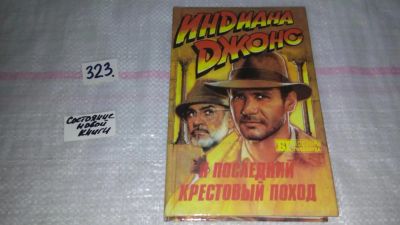 ИНДИАНА
ДЖОНС
323.
СОСТОЯНИЕ
НОВОЙ
КНИГИ
И ПОСЛЕДНИЙ
КРЕСТОВЫЙ ПОХОД